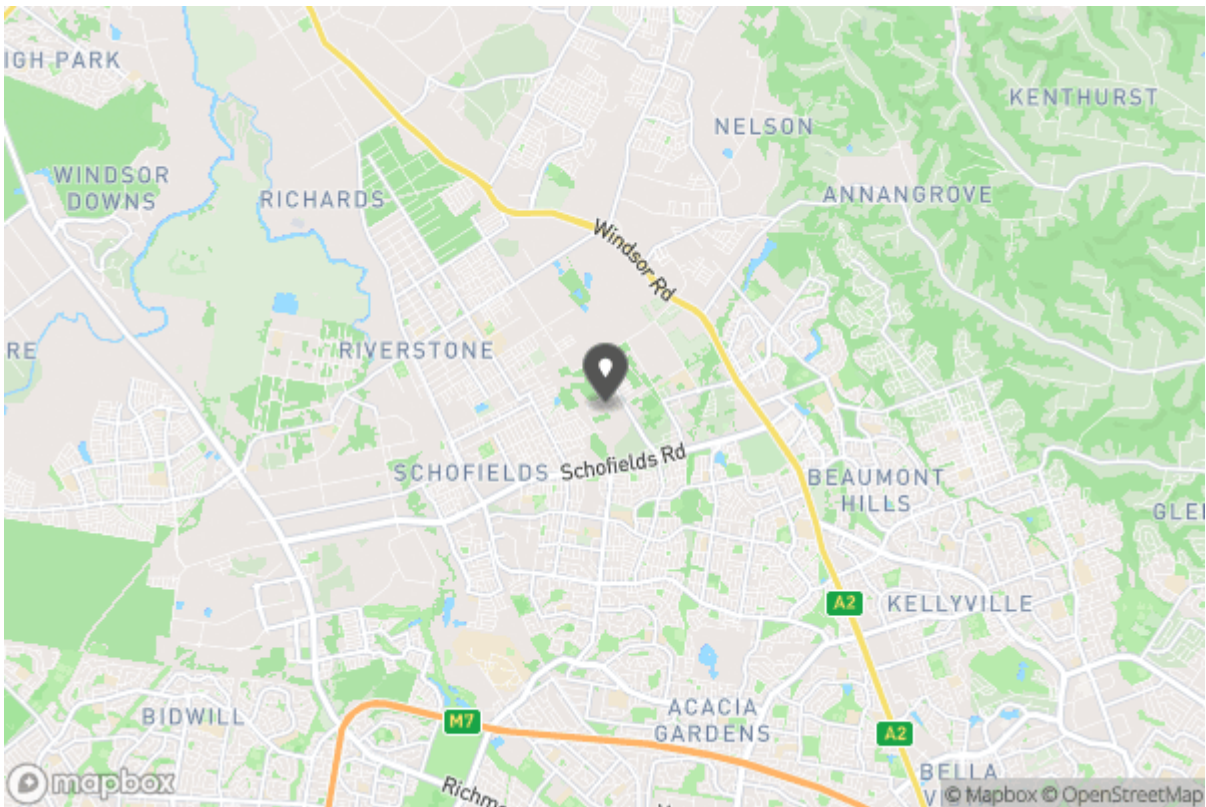 IGH PARK
KENTHURST
NELSON
WINDSOR
DOWNS
RICHARDS
ANNANGROVE
Windsor Rd
RE
RIVERSTONE
SCHOFIELDS
Schofields Rd
BEAUMONT
HILLS
GLE
A2
KELLYVILLE
BIDWILL
M7
ACACIA
GARDENS
A2
BELLA
V
Richm
mapbox
© Mapbox © OpenStreetMap